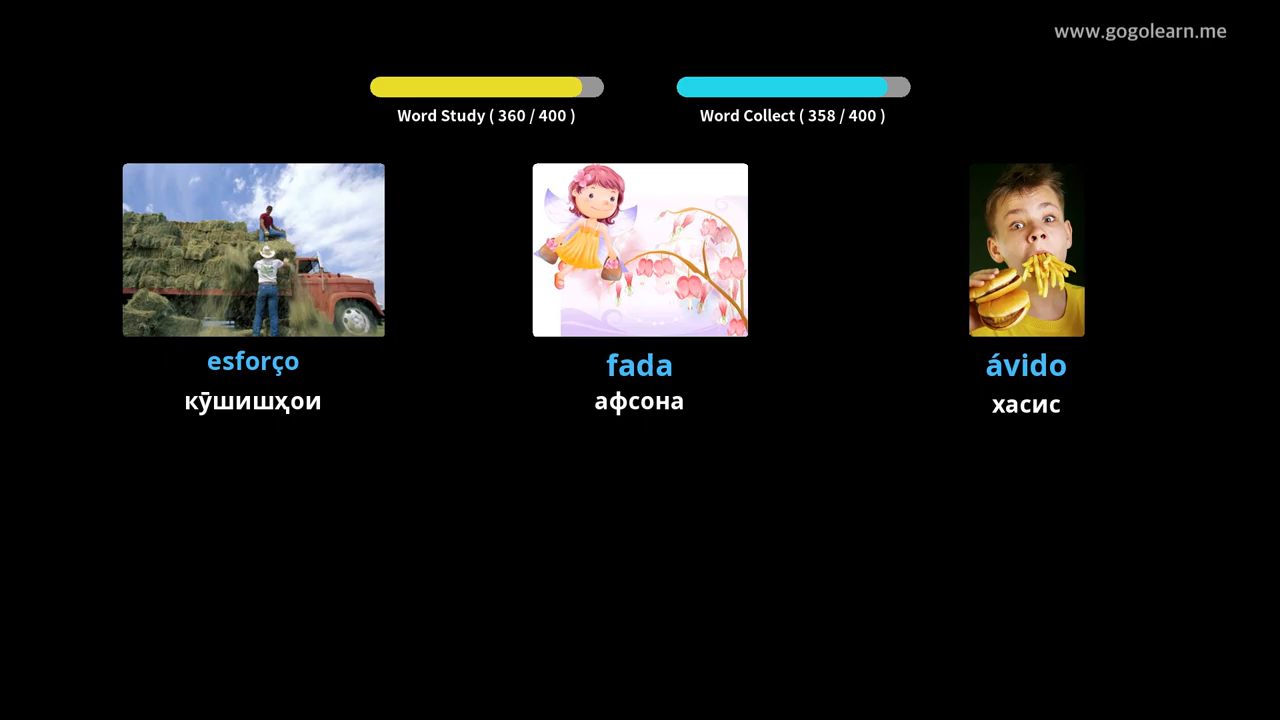 www.gogolearn.me
Word Study ( 360 / 400 )
Word Collect ( 358 / 400 )
esforço
кӯшишҳои
fada
афсона
ávido
хасис